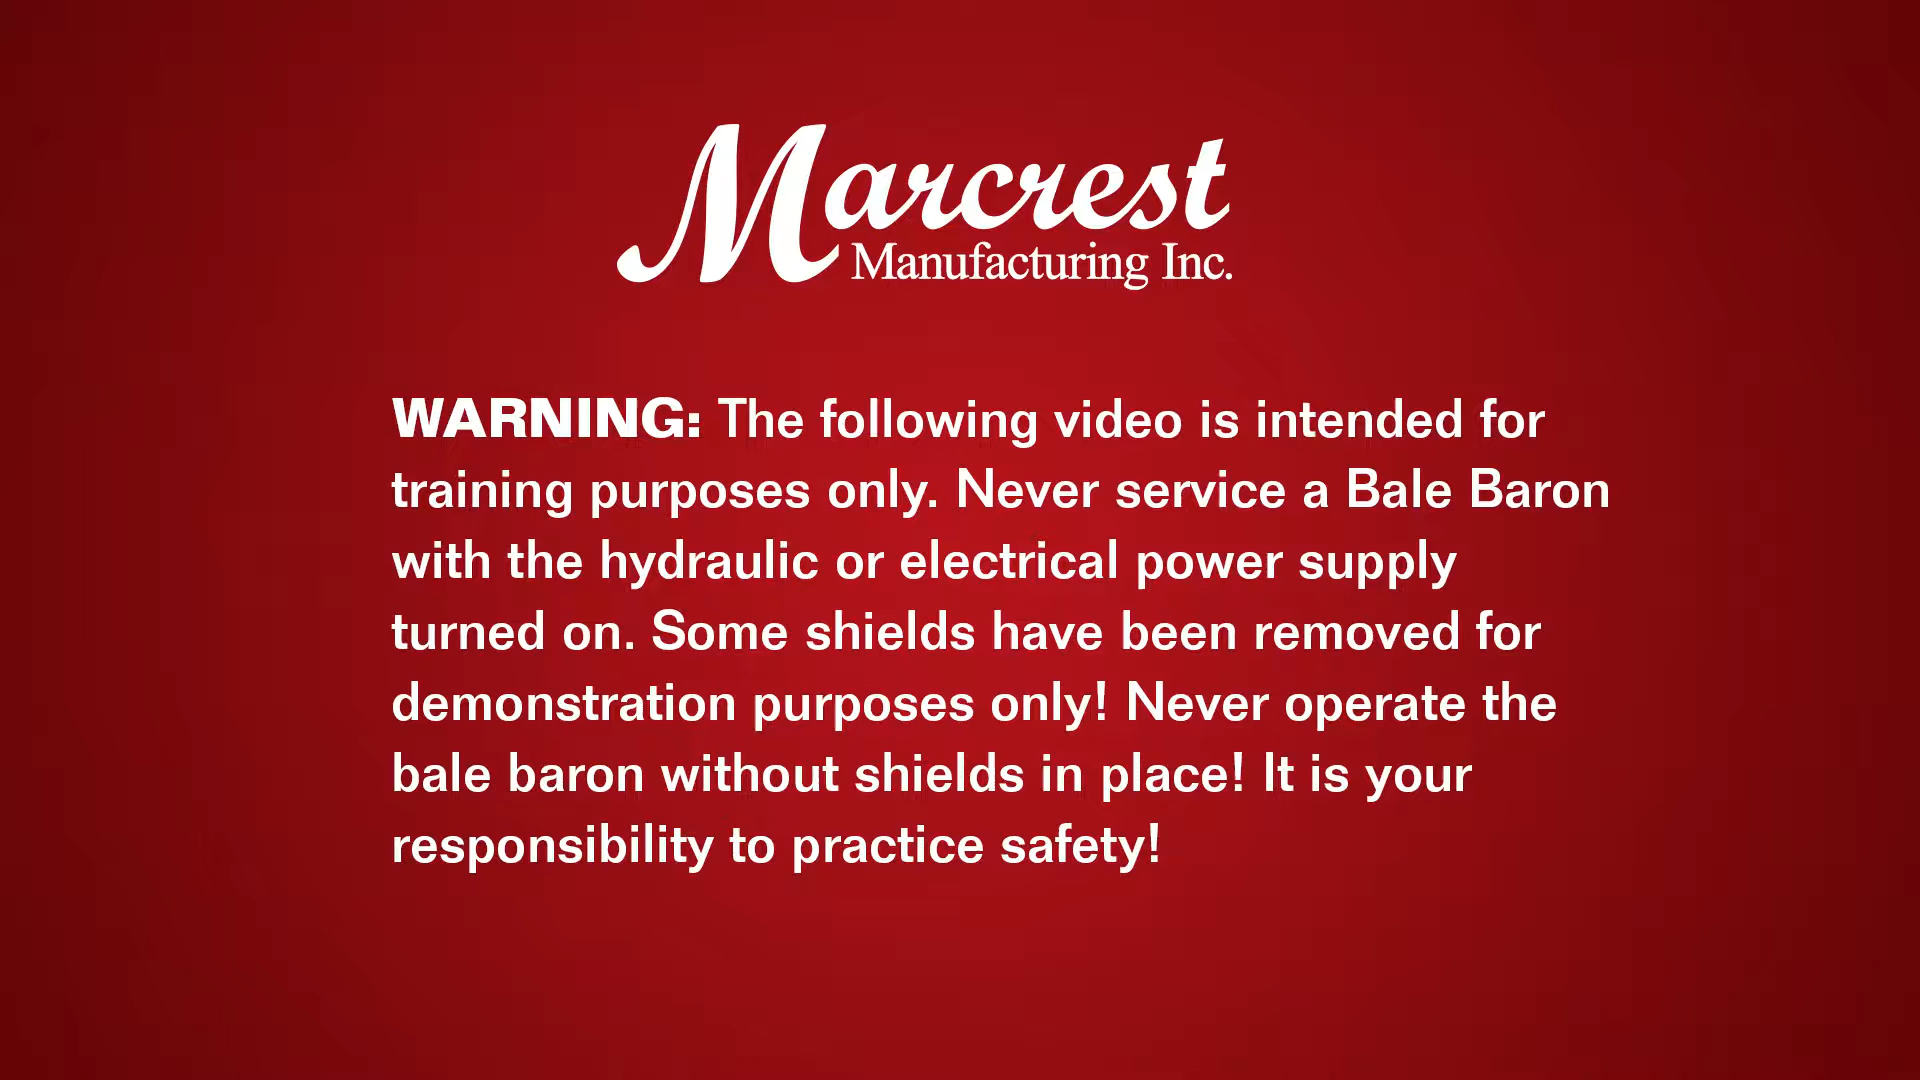 Marcrest
Manufacturing Inc.
WARNING: The following video is intended for
training purposes only. Never service a Bale Baron
with the hydraulic or electrical power supply
turned on. Some shields have been removed for
demonstration purposes only! Never operate the
bale baron without shields in place! It is your
responsibility to practice safety!